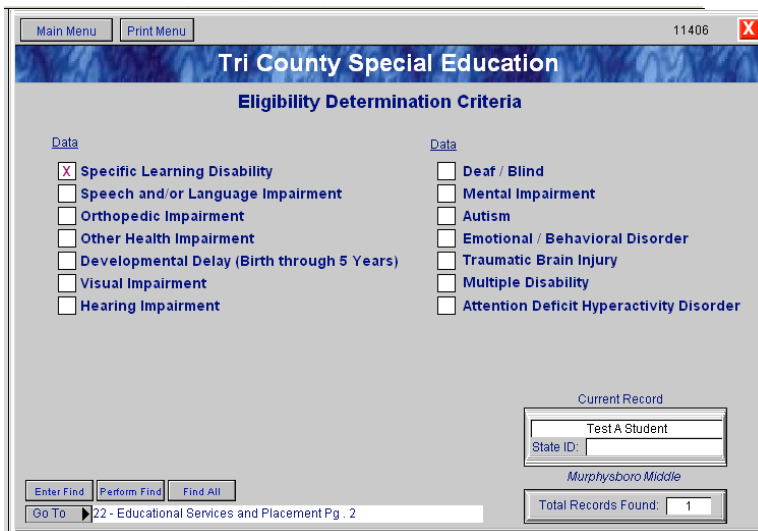 Main Menu Print Menu 11406 X
Tri County Special Education
Eligibility Determination Criteria
Data
X Specific Learning Disability
Speech and/or Language Impairment
Orthopedic Impairment
Other Health Impairment
Developmental Delay (Birth through 5 Years)
Visual Impairment
Hearing Impairment
Data
Deaf / Blind
Mental Impairment
Autism
Emotional / Behavioral Disorder
Traumatic Brain Injury
Multiple Disability
Attention Deficit Hyperactivity Disorder
Current Record
Test A Student
State ID:
Murphysboro Middle
Enter Find Perform Find Find All
Total Records Found: 1
Go To 22 - Educational Services and Placement Pg . 2